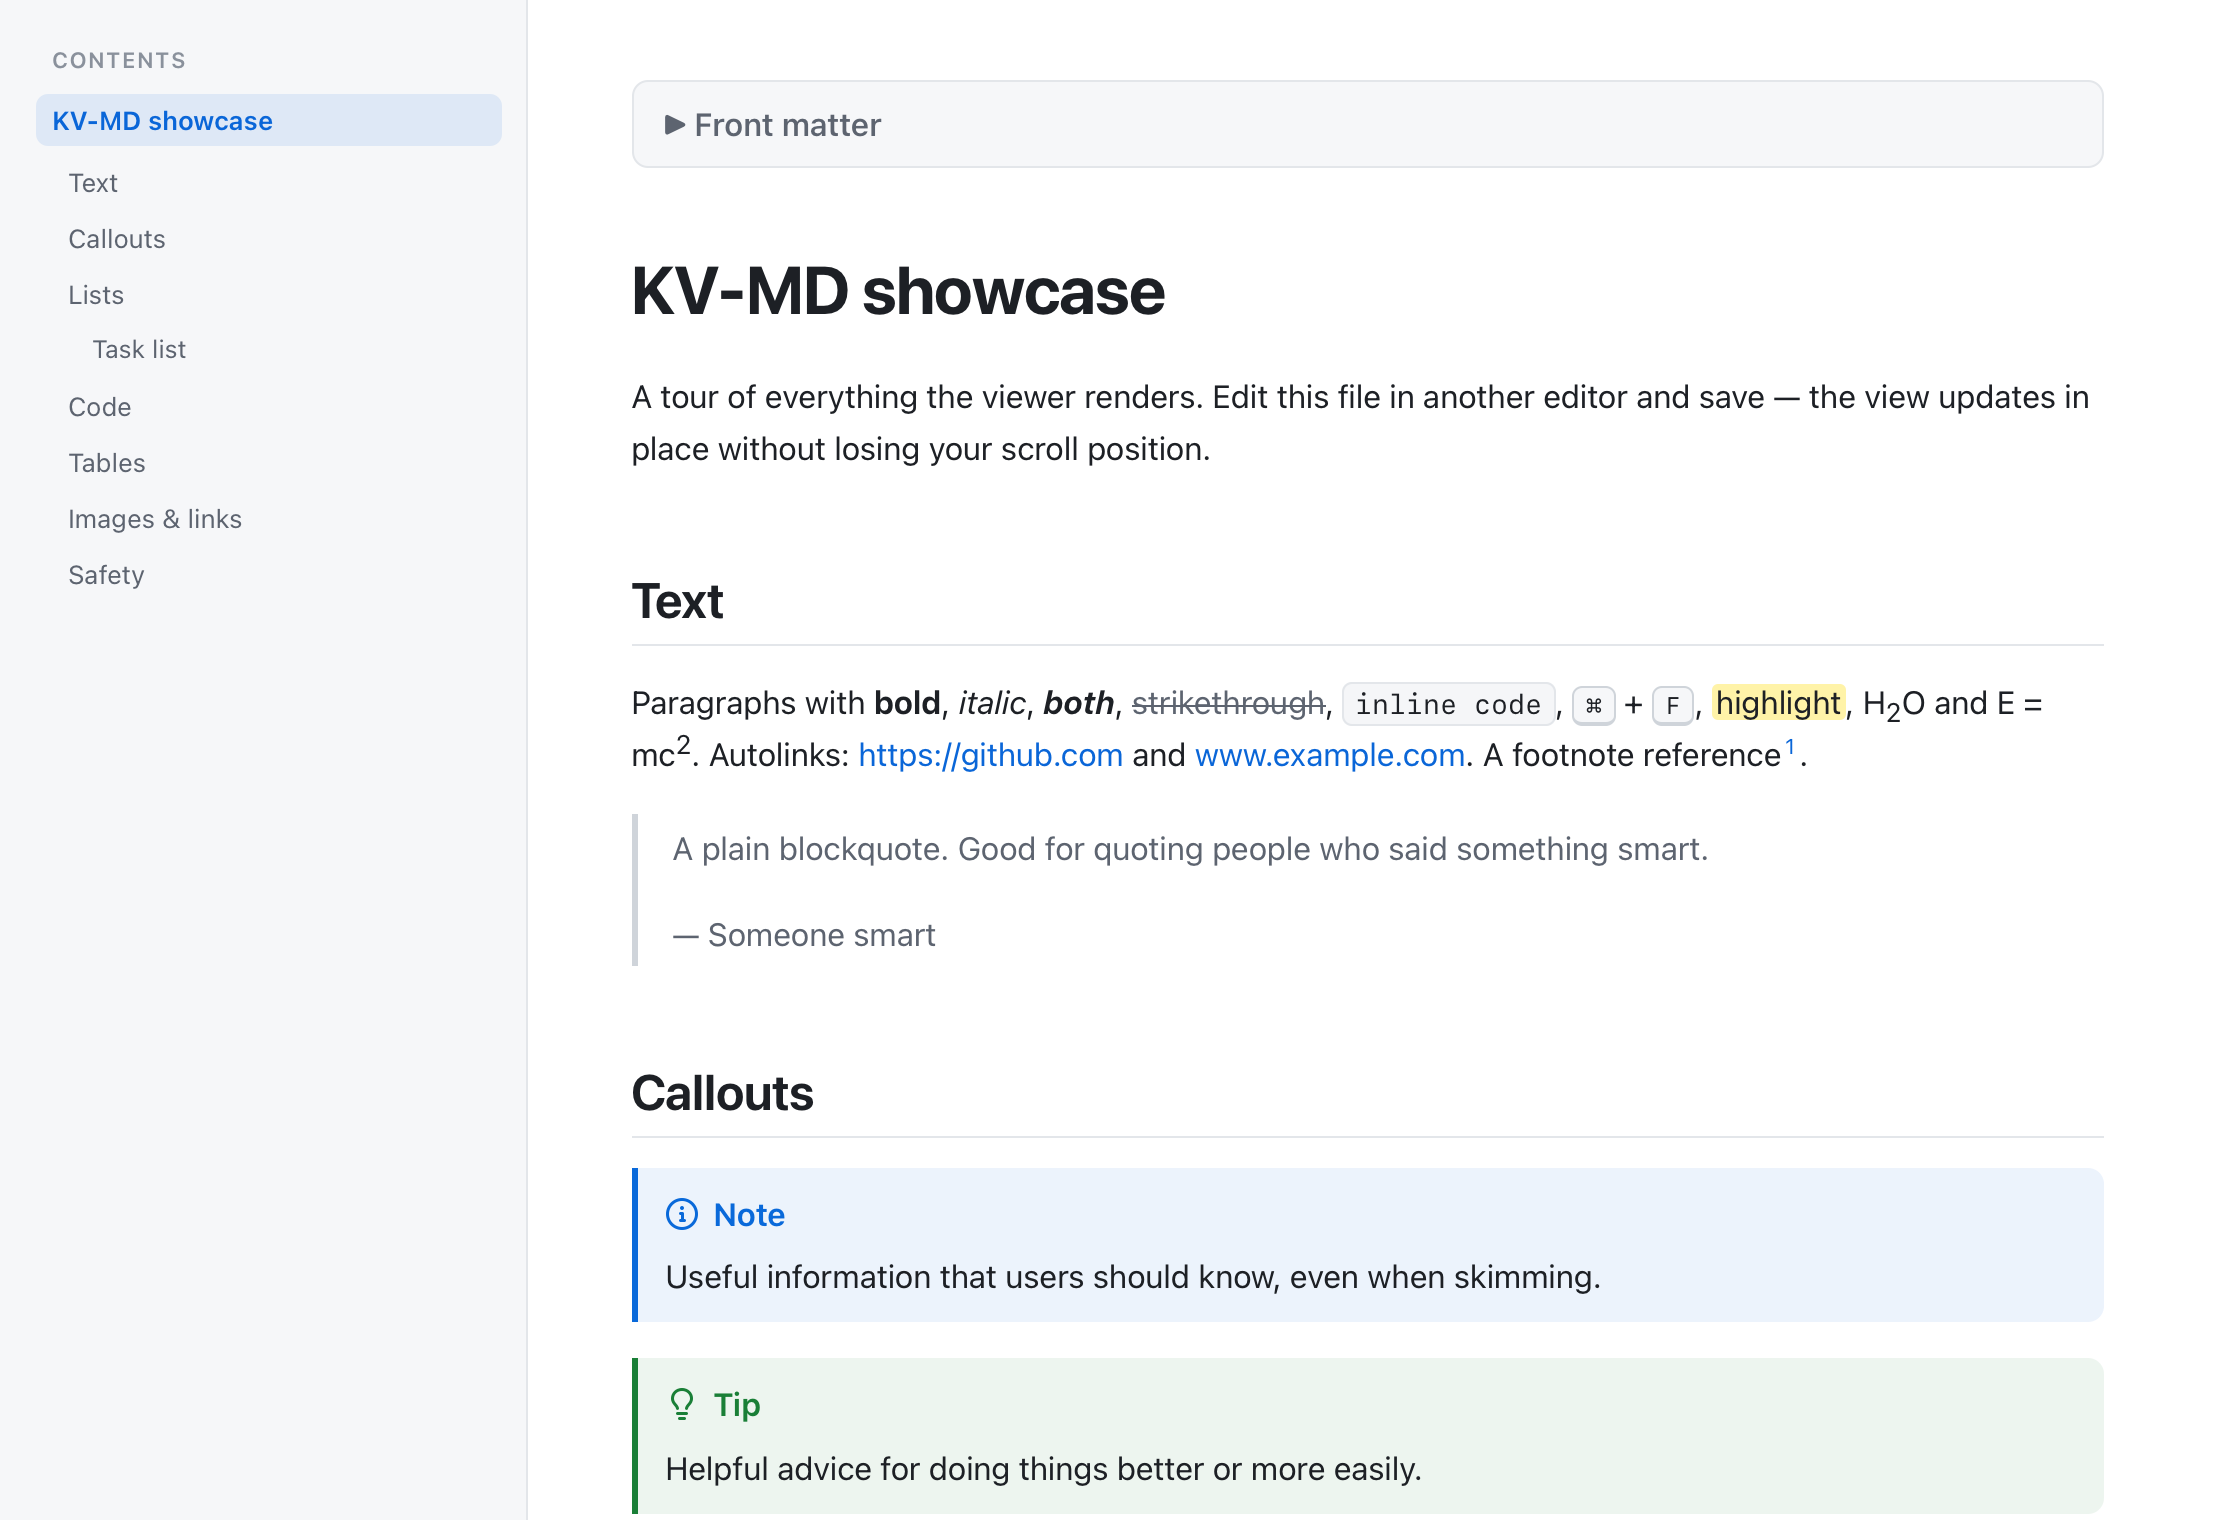 CONTENTS
KV-MD showcase
Text
Callouts
Lists
Task list
Code
Tables
Images & links
Safety
▶ Front matter
KV-MD showcase
A tour of everything the viewer renders. Edit this file in another editor and save — the view updates in
place without losing your scroll position.
Text
Paragraphs with bold, italic, both, strikethrough, inline code, ⌘ + F, highlight, H₂O and E =
mc². Autolinks: https://github.com and www.example.com. A footnote reference¹.
A plain blockquote. Good for quoting people who said something smart.
— Someone smart
Callouts
Note
Useful information that users should know, even when skimming.
Tip
Helpful advice for doing things better or more easily.